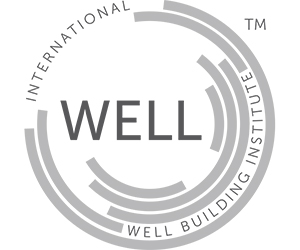 INTERNATIONAL
TM
WELL
WELL BUILDING INSTITUTE